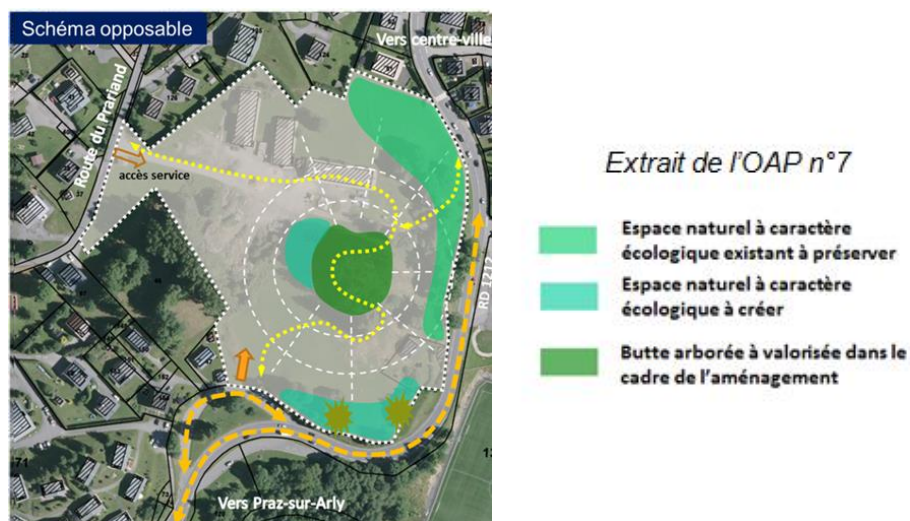 Schéma opposable
Vers centre-ville
Route du Prariand
accès service
RD 1212
Vers Praz-sur-Arly
Extrait de l'OAP n°7
Espace naturel à caractère
écologique existant à préserver
Espace naturel à caractère
écologique à créer
Butte arborée à valorisée dans le
cadre de l'aménagement